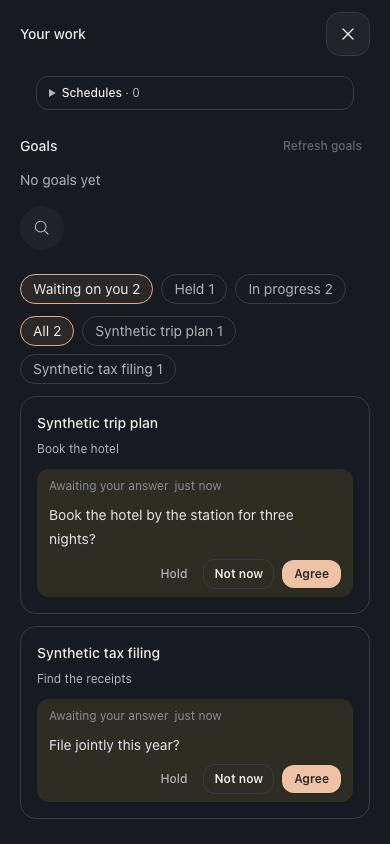 Your work
Schedules · 0
Goals
Refresh goals
No goals yet
Waiting on you 2
Held 1
In progress 2
All 2
Synthetic trip plan 1
Synthetic tax filing 1
Synthetic trip plan
Book the hotel
Awaiting your answer just now
Book the hotel by the station for three
nights?
Hold
Not now
Agree
Synthetic tax filing
Find the receipts
Awaiting your answer just now
File jointly this year?
Hold
Not now
Agree